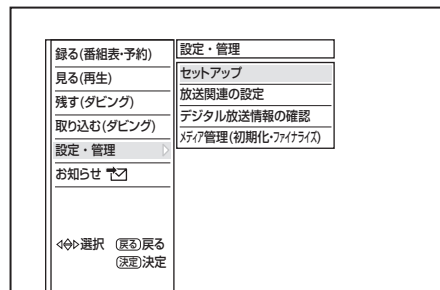 録る(番組表・予約)
見る(再生)
残す(ダビング)
取り込む(ダビング)
設定・管理
お知らせ
選択 戻る 戻る
決定 決定
設定・管理
セットアップ
放送関連の設定
デジタル放送情報の確認
メディア管理(初期化・ファイナライズ)